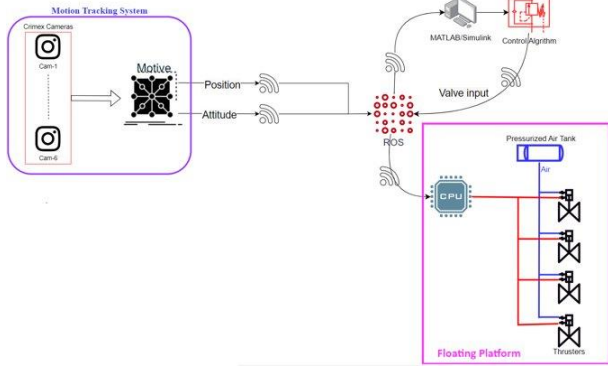 Motion Tracking System
Crimex Cameras
Cam-1
Cam-6
Motive
Position
Attitude
ROS
MATLAB/Simulink
Control Algrithm
Valve input
CPU
Pressurized Air Tank
Air
Thrusters
Floating Platform